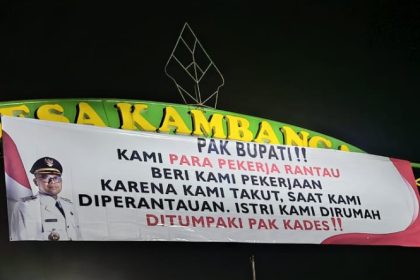 ESA KAMBANGA
PAK BUPATI!!
KAMI PARA PEKERJA RANTAU
BERI KAMI PEKERJAAN
KARENA KAMI TAKUT, SAAT KAMI
DIPERANTAUAN. ISTRI KAMI DIRUMAH
DITUMPAKI PAK KADES!!